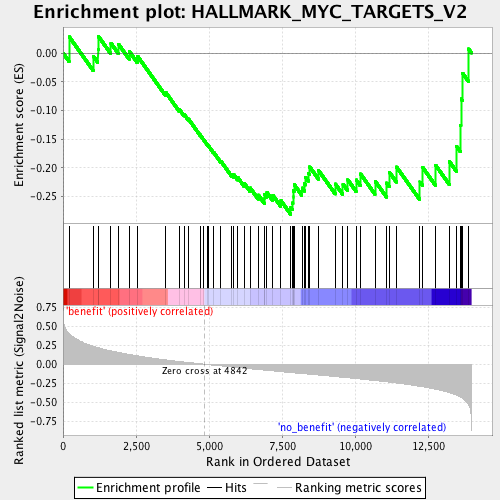 Enrichment plot: HALLMARK_MYC_TARGETS_V2
Enrichment score (ES)
0.00
-0.05
-0.10
-0.15
-0.20
-0.25
'benefit' (positively correlated)
Ranked list metric (Signal2Noise)
0.75
0.50
0.25
0.00
-0.25
-0.50
-0.75
Zero cross at 4842
'no_benefit' (negatively correlated)
0
2,500
5,000
7,500
10,000
12,500
Rank in Ordered Dataset
Enrichment profile
Hits
Ranking metric scores